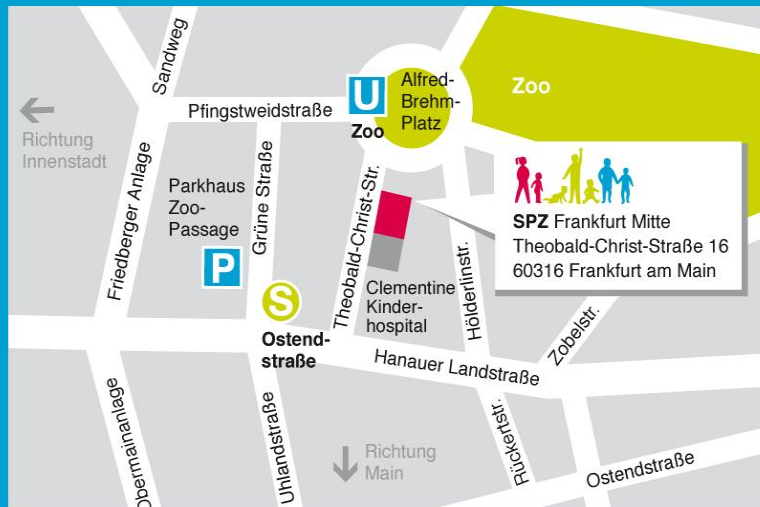 Sandweg
Alfred-
Brehm-
Platz
Zoo
U
Zoo
Pfingstweidstraße
Richtung
Innenstadt
Friedberger Anlage
Parkhaus
Zoo-
Passage
P
Grüne Straße
Theobald-Christ-Str.
SPZ Frankfurt Mitte
Theobald-Christ-Straße 16
60316 Frankfurt am Main
Clementine
Kinder-
hospital
Hölderlinstr.
Zobelstr.
S
Ostend-
straße
Hanauer Landstraße
Obermainanlage
Uhlandstraße
Richtung
Main
Rückertstr.
Ostendstraße